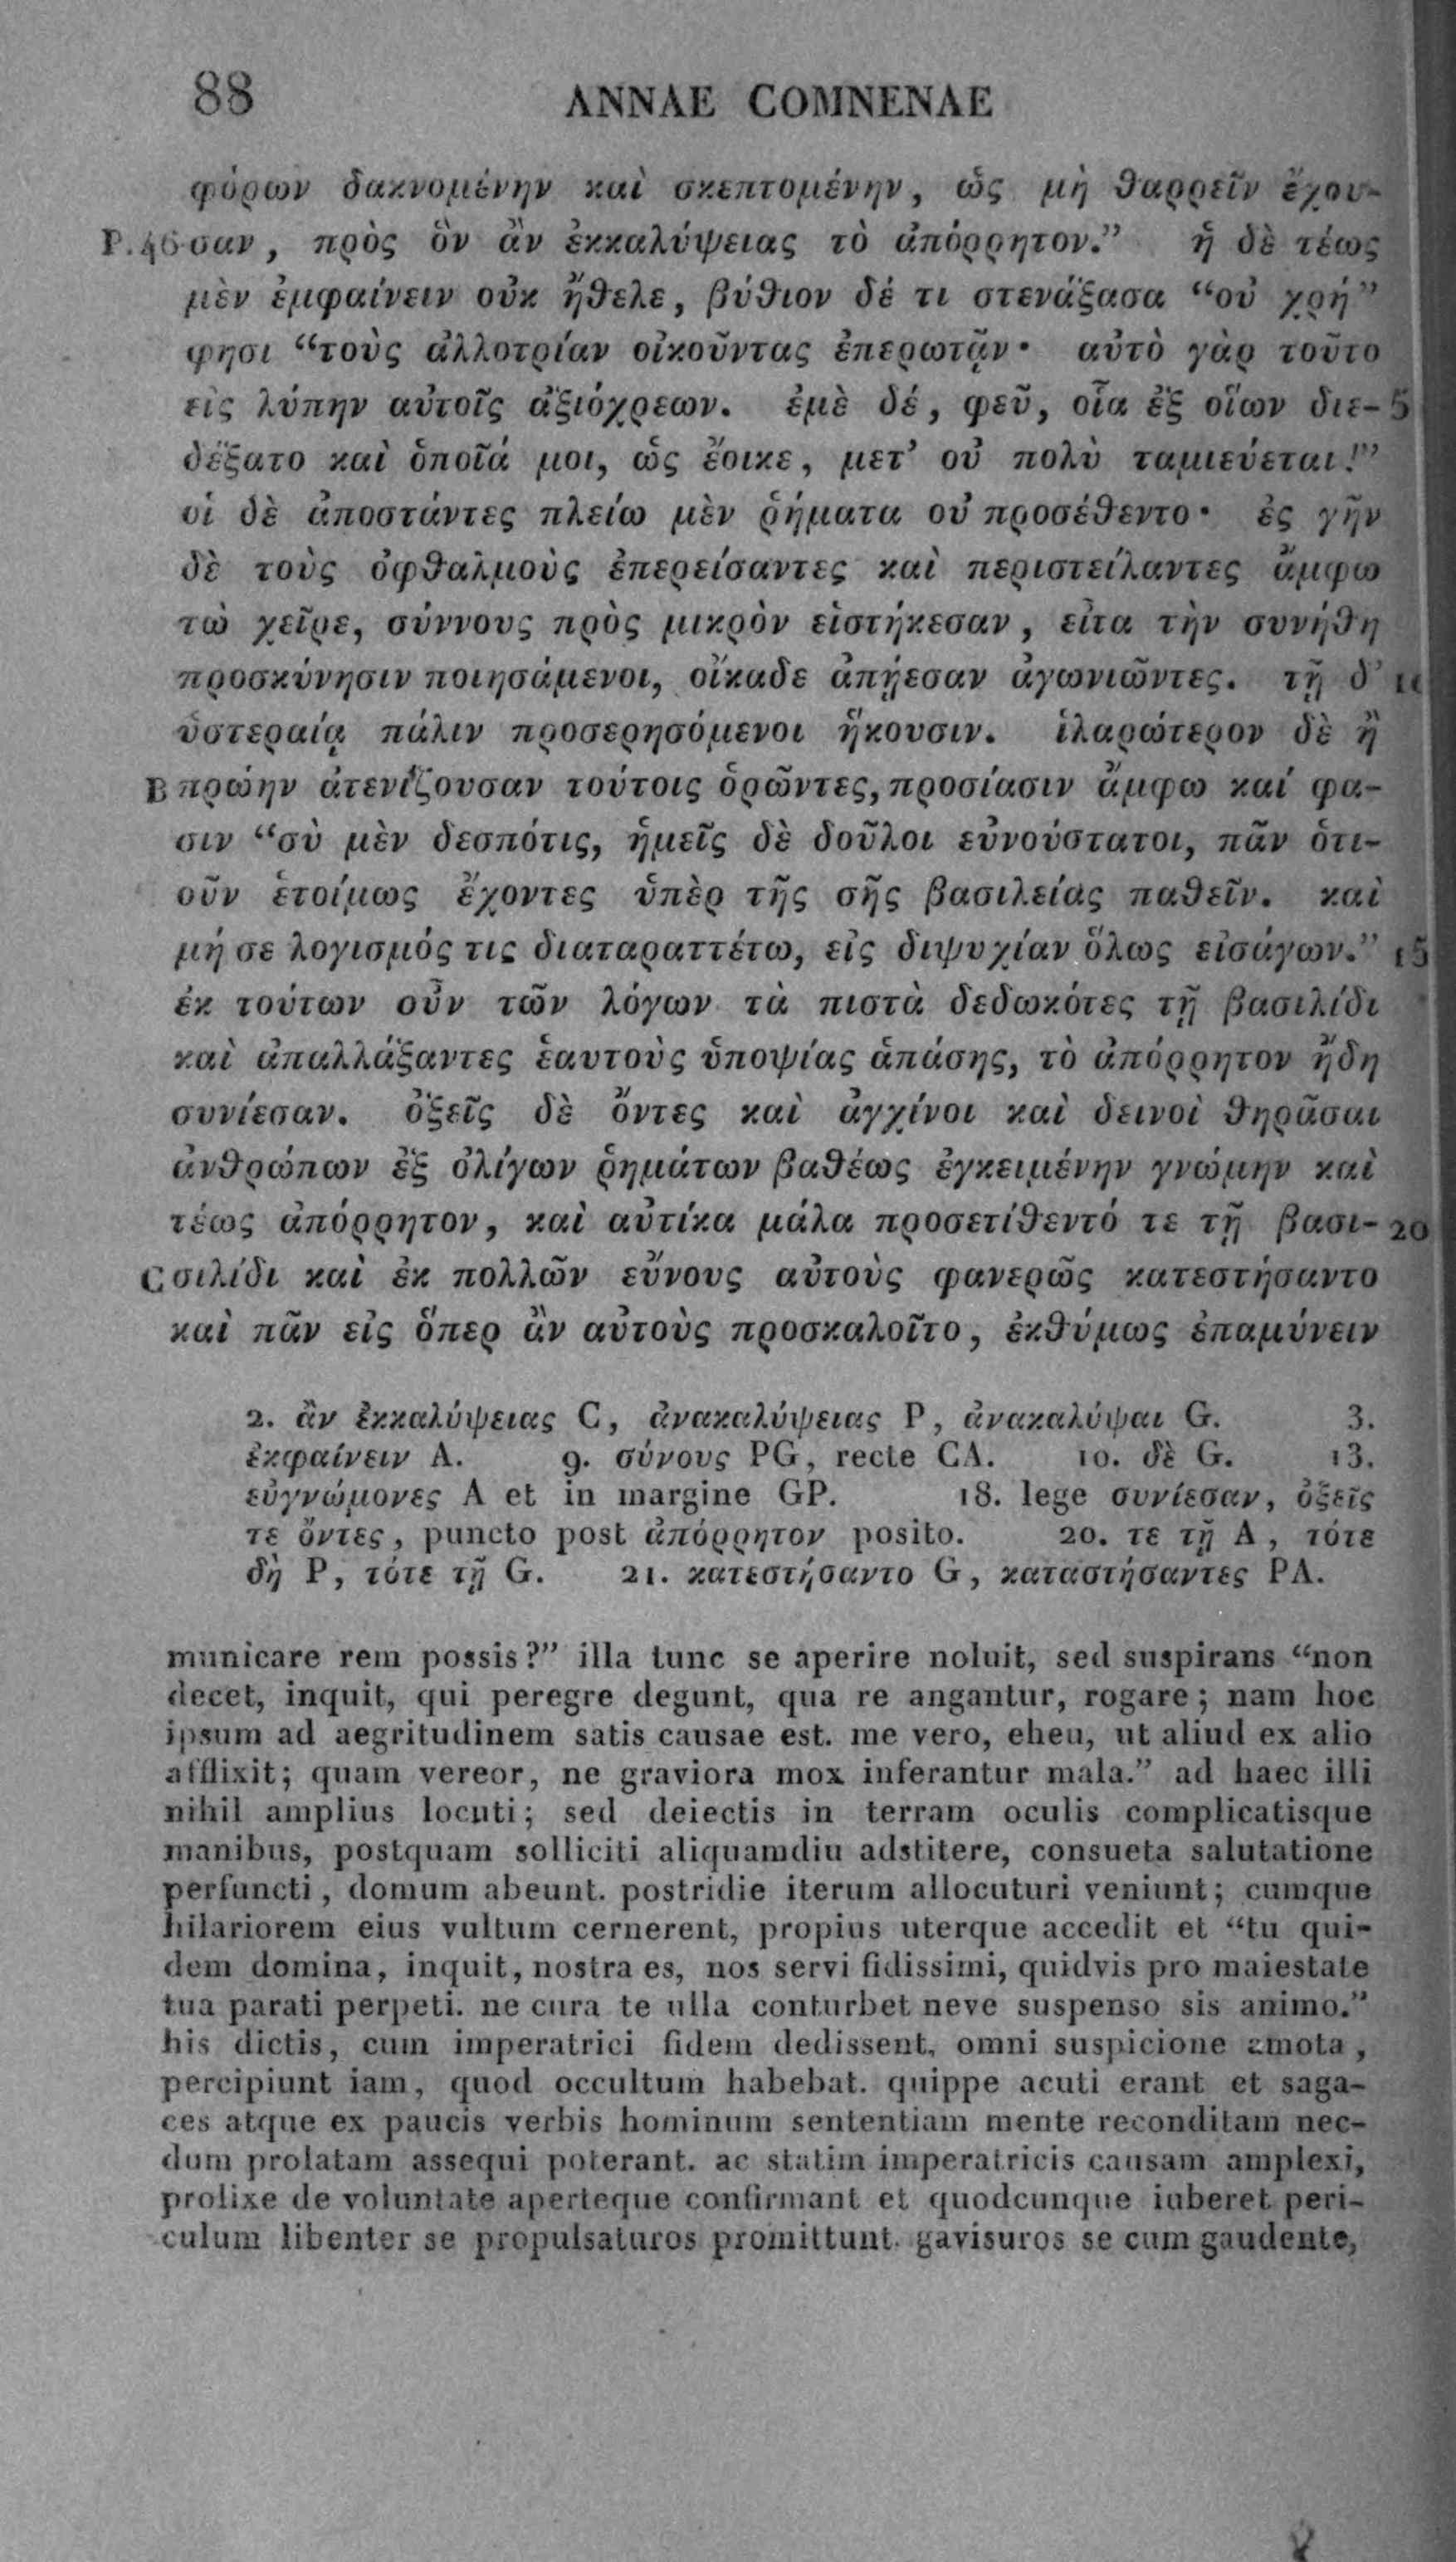 88 ANNAE COMNENAE
φόρων δακνομένην καὶ σκεπτομένην, ὡς μὴ θαρρεῖν ἔχου-
P.46 σαν, πρὸς ὃν ἂν ἐκκαλύψειας τὸ ἀπόρρητον.” ἡ δὲ τέως
μὲν ἐμφαίνειν οὐκ ἤθελε, βύθιον δέ τι στενάξασα “οὐ χρή”
φησι “τοὺς ἀλλοτρίαν οἰκοῦντας ἐπερωτᾷν· αὐτὸ γὰρ τοῦτο
εἰς λύπην αὐτοῖς ἀξιόχρεων. ἐμὲ δέ, φεῦ, οἷα ἐξ οἵων διε- 5
δέξατο καὶ ὁποῖά μοι, ὡς ἔοικε, μετ’ οὐ πολὺ ταμιεύεται!”
οἱ δὲ ἀποστάντες πλείω μὲν ῥήματα οὐ προσέθεντο· ἐς γῆν
δὲ τοὺς ὀφθαλμοὺς ἐπερείσαντες καὶ περιστείλαντες ἄμφω
τὼ χεῖρε, σύννους πρὸς μικρὸν εἰστήκεσαν, εἶτα τὴν συνήθη
προσκύνησιν ποιησάμενοι, οἴκαδε ἀπῄεσαν ἀγωνιῶντες. τῇ δ’ 10
ὑστεραίᾳ πάλιν προσερησόμενοι ἥκουσιν. ἱλαρώτερον δὲ ἢ
B πρώην ἀτενίζουσαν τούτοις ὁρῶντες, προσίασιν ἄμφω καί φα-
σιν “σὺ μὲν δεσπότις, ἡμεῖς δὲ δοῦλοι εὐνούστατοι, πᾶν ὁτι-
οῦν ἑτοίμως ἔχοντες ὑπὲρ τῆς σῆς βασιλείας παθεῖν. καὶ
μή σε λογισμός τις διαταραττέτω, εἰς διψυχίαν ὅλως εἰσάγων.” 15
ἐκ τούτων οὖν τῶν λόγων τὰ πιστὰ δεδωκότες τῇ βασιλίδι
καὶ ἀπαλλάξαντες ἑαυτοὺς ὑποψίας ἁπάσης, τὸ ἀπόρρητον ἤδη
συνίεσαν. ὀξεῖς δὲ ὄντες καὶ ἀγχίνοι καὶ δεινοὶ θηρᾶσαι
ἀνθρώπων ἐξ ὀλίγων ῥημάτων βαθέως ἐγκειμένην γνώμην καὶ
τέως ἀπόρρητον, καὶ αὐτίκα μάλα προσετίθεντό τε τῇ βασι- 20
C σιλίδι καὶ ἐκ πολλῶν εὔνους αὐτοὺς φανερῶς κατεστήσαντο
καὶ πᾶν εἰς ὅπερ ἂν αὐτοὺς προσκαλοῖτο, ἐκθύμως ἐπαμύνειν
2. ἂν ἐκκαλύψειας C, ἀνακαλύψειας P, ἀνακαλύψαι G. 3.
ἐκφαίνειν A. 9. σύνους PG, recte CA. 10. δὲ G. 13.
εὐγνώμονες A et in margine GP. 18. lege συνίεσαν, ὀξεῖς
τε ὄντες, puncto post ἀπόρρητον posito. 20. τε τῇ A, τότε
δὴ P, τότε τῇ G. 21. κατεστήσαντο G, καταστήσαντες PA.
municare rem possis?” illa tunc se aperire noluit, sed suspirans “non
decet, inquit, qui peregre degunt, qua re angantur, rogare; nam hoc
ipsum ad aegritudinem satis causae est. me vero, eheu, ut aliud ex alio
afflixit; quam vereor, ne graviora mox inferantur mala.” ad haec illi
nihil amplius locuti; sed deiectis in terram oculis complicatisque
manibus, postquam solliciti aliquamdiu adstitere, consueta salutatione
perfuncti, domum abeunt. postridie iterum allocuturi veniunt; cumque
hilariorem eius vultum cernerent, propius uterque accedit et “tu qui-
dem domina, inquit, nostra es, nos servi fidissimi, quidvis pro maiestate
tua parati perpeti. ne cura te ulla conturbet neve suspenso sis animo.”
his dictis, cum imperatrici fidem dedissent, omni suspicione amota,
percipiunt iam, quod occultum habebat. quippe acuti erant et saga-
ces atque ex paucis verbis hominum sententiam mente reconditam nec-
dum prolatam assequi poterant. ac statim imperatricis causam amplexi,
prolixe de voluntate aperteque confirmant et quodcunque iuberet peri-
culum libenter se propulsaturos promittunt. gavisuros se cum gaudente,